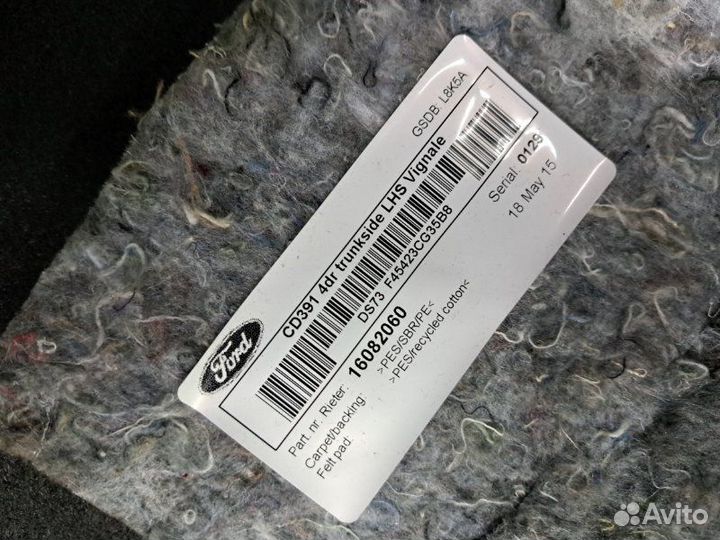 GSDB: L8K5A
Ford
CD391 4dr trunkside LHS Vignale
DS73 F45423CG35B8
Serial: 0129
18 May 15
Part. nr. Rieter: 16082060
Carpet/backing: >PES/SBR/PE<
Felt pad: >PES/recycled cotton<
Avito